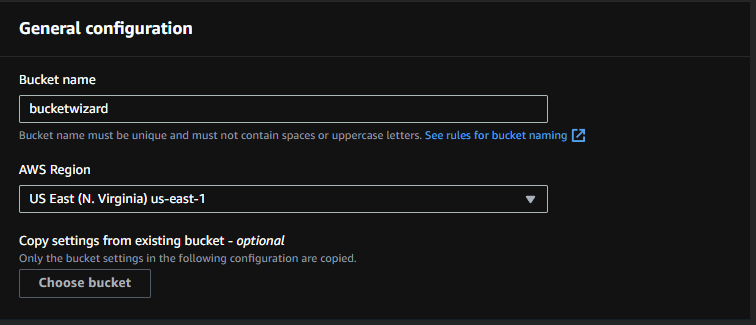 General configuration
Bucket name
bucketwizard
Bucket name must be unique and must not contain spaces or uppercase letters. See rules for bucket naming
AWS Region
US East (N. Virginia) us-east-1
Copy settings from existing bucket - optional
Only the bucket settings in the following configuration are copied.
Choose bucket